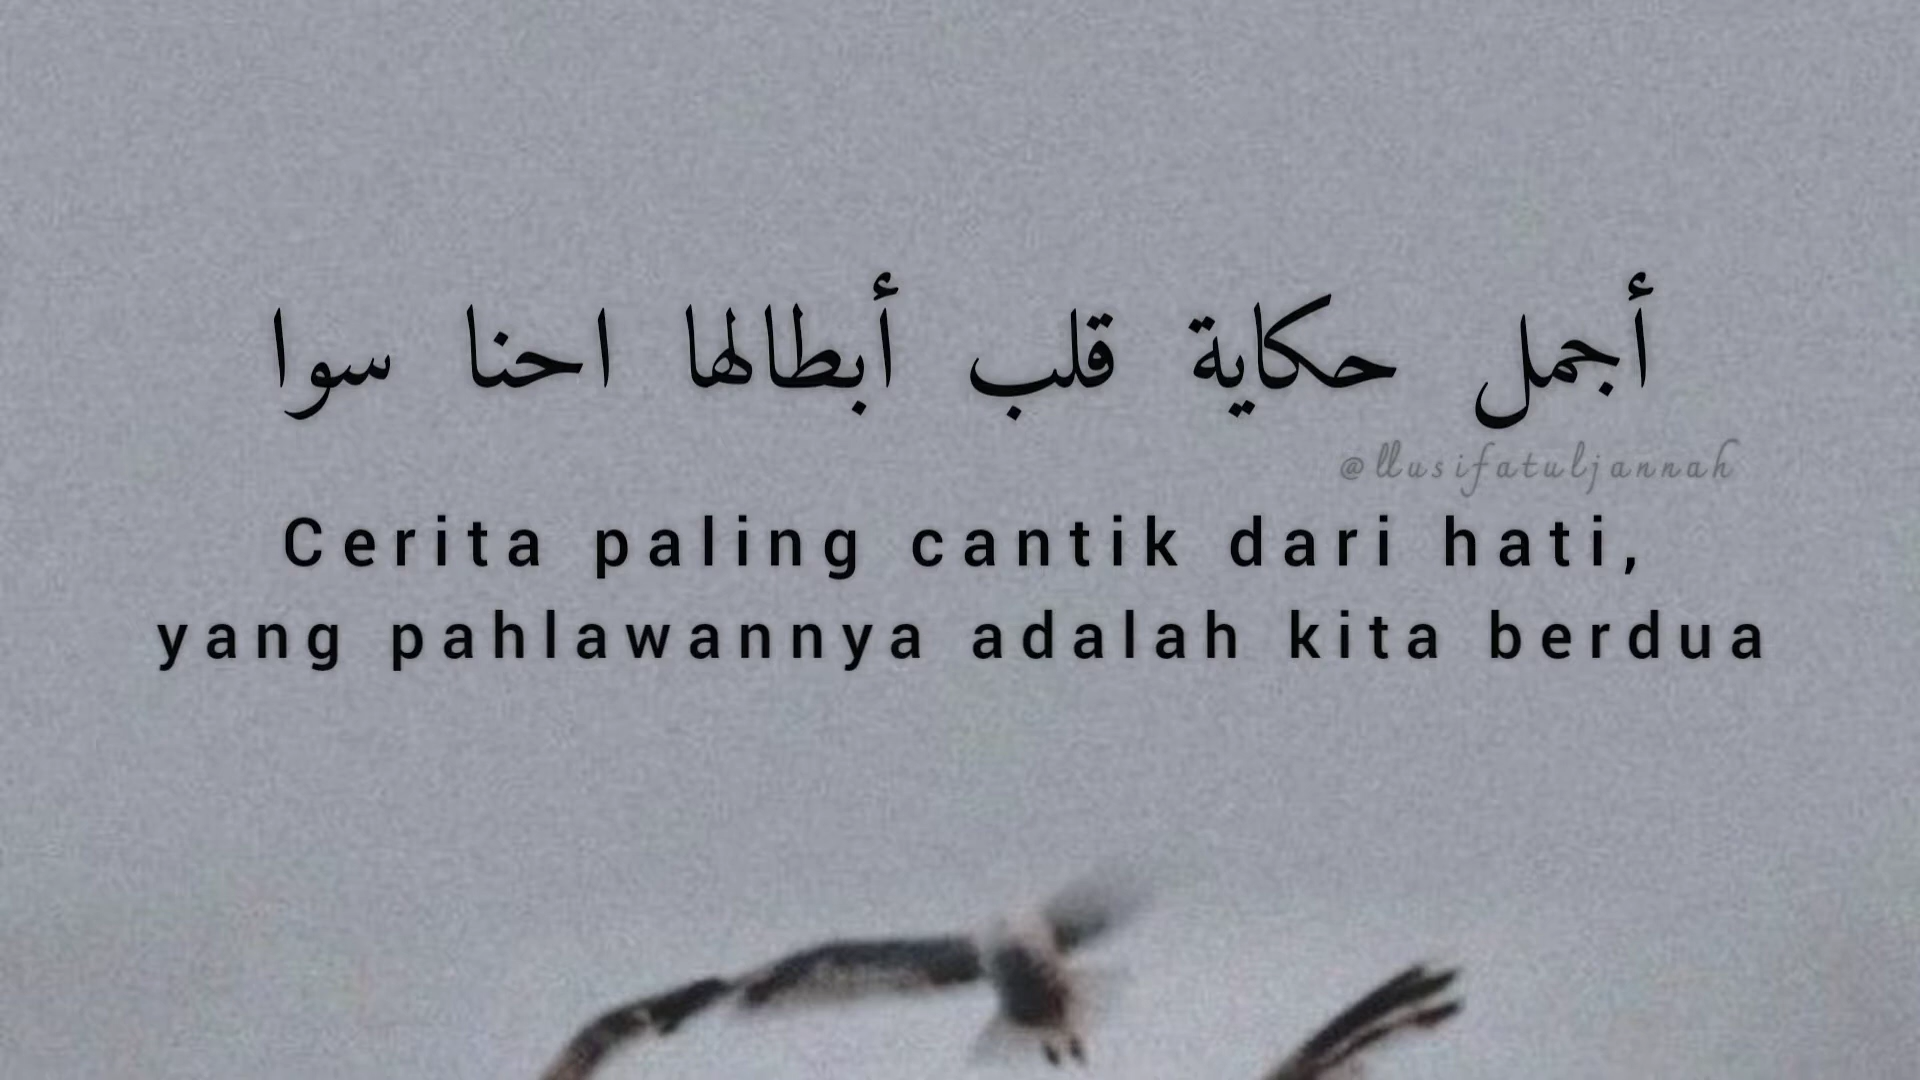 أجمل حكاية قلب أبطالها احنا سوا
@llusifatuljannah
Cerita paling cantik dari hati,
yang pahlawannya adalah kita berdua